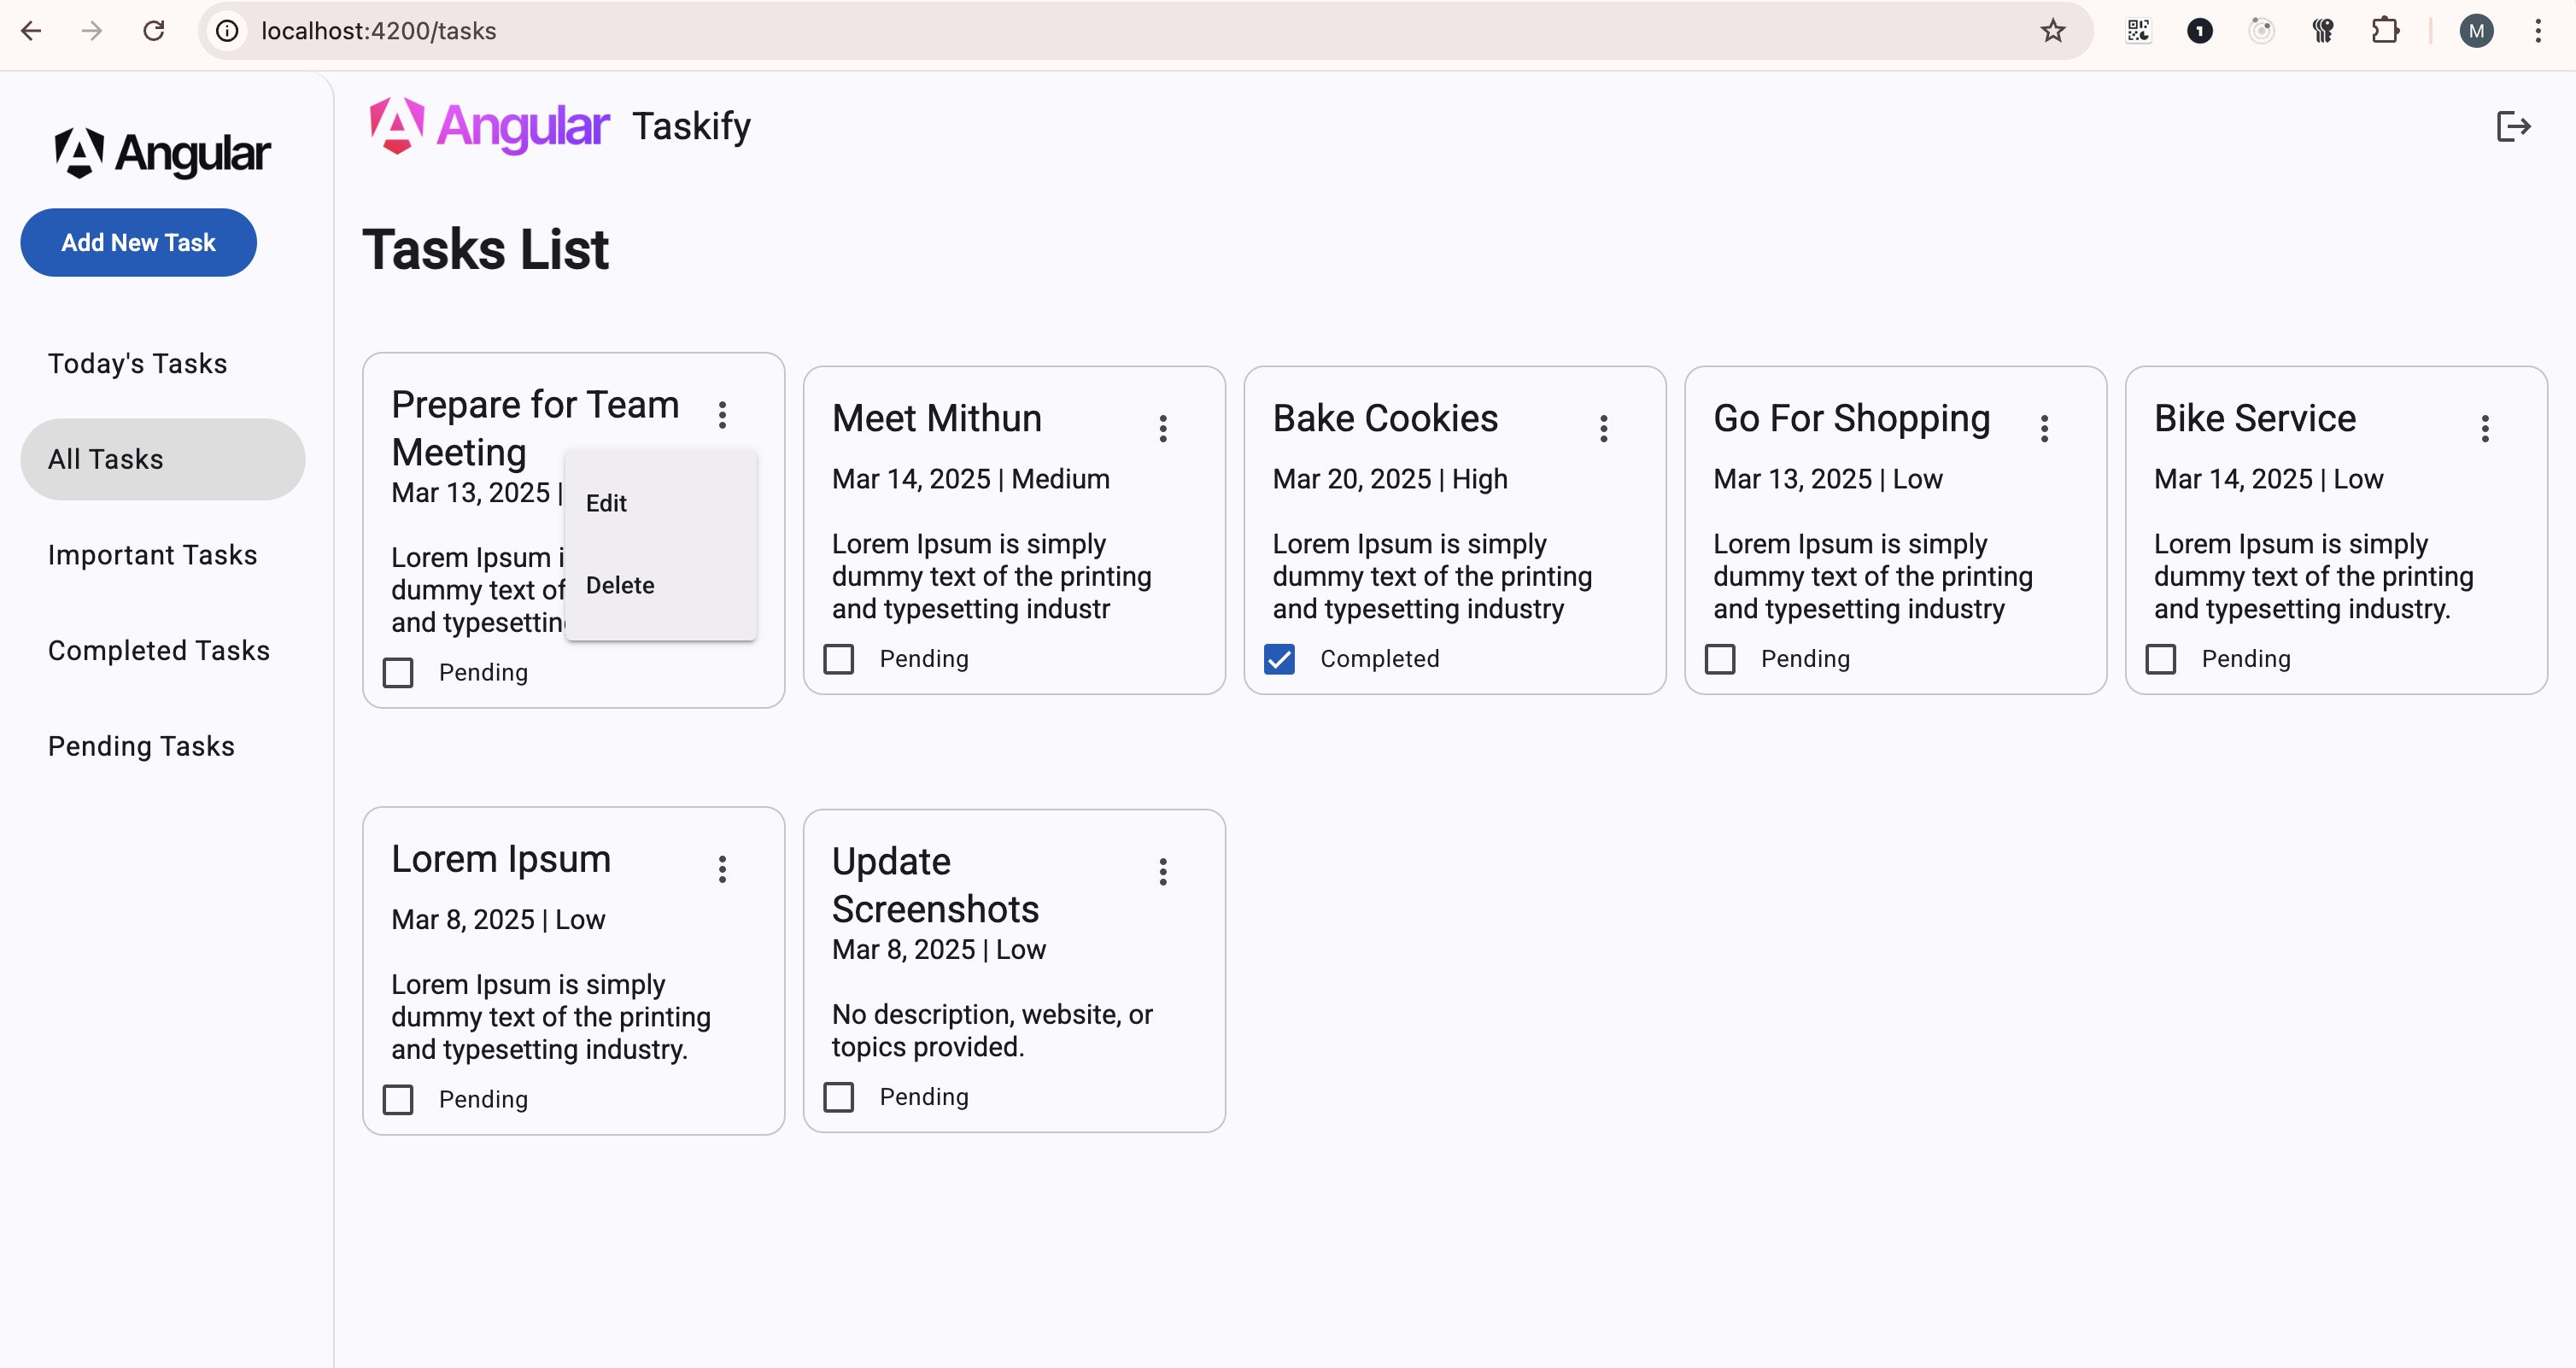 localhost:4200/tasks
M
Angular
Add New Task
Today's Tasks
All Tasks
Important Tasks
Completed Tasks
Pending Tasks
Angular Taskify
Tasks List
Prepare for Team
Meeting
Mar 13, 2025 |
Lorem Ipsum
dummy text of
and
Pending
Edit
Delete
Meet Mithun
Mar 14, 2025 | Medium
Lorem Ipsum is simply
dummy text of the printing
and typesetting industr
Pending
Bake Cookies
Mar 20, 2025 | High
Lorem Ipsum is simply
dummy text of the printing
and typesetting industry
Completed
Go For Shopping
Mar 13, 2025 | Low
Lorem Ipsum is simply
dummy text of the printing
and typesetting industry
Pending
Bike Service
Mar 14, 2025 | Low
Lorem Ipsum is simply
dummy text of the printing
and typesetting industry.
Pending
Lorem Ipsum
Mar 8, 2025 | Low
Lorem Ipsum is simply
dummy text of the printing
and typesetting industry.
Pending
Update
Screenshots
Mar 8, 2025 | Low
No description, website, or
topics provided.
Pending